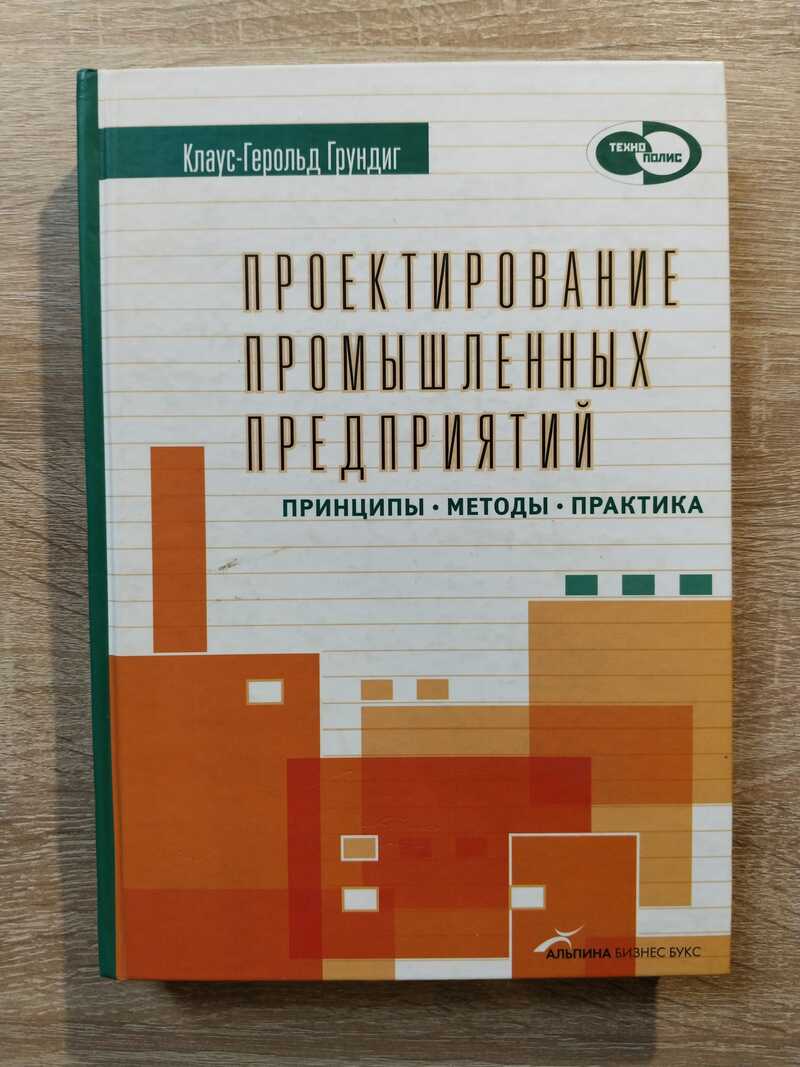 Клаус-Герольд Грундиг
ТЕХНО
ПОЛИС
ПРОЕКТИРОВАНИЕ
ПРОМЫШЛЕННЫХ
ПРЕДПРИЯТИЙ
ПРИНЦИПЫ • МЕТОДЫ • ПРАКТИКА
АЛЬПИНА БИЗНЕС БУКС